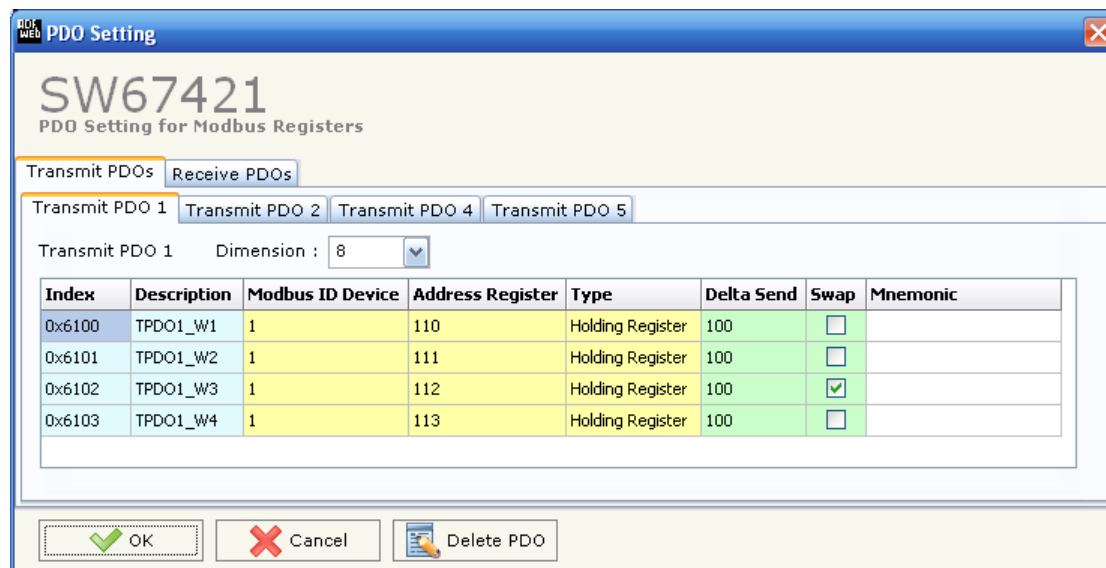 ADF WEB PDO Setting
SW67421
PDO Setting for Modbus Registers
Transmit PDOs Receive PDOs
Transmit PDO 1 Transmit PDO 2 Transmit PDO 4 Transmit PDO 5
Transmit PDO 1 Dimension : 8
Index Description Modbus ID Device Address Register Type Delta Send Swap Mnemonic
0x6100 TPDO1_W1 1 110 Holding Register 100
0x6101 TPDO1_W2 1 111 Holding Register 100
0x6102 TPDO1_W3 1 112 Holding Register 100
0x6103 TPDO1_W4 1 113 Holding Register 100
OK Cancel Delete PDO